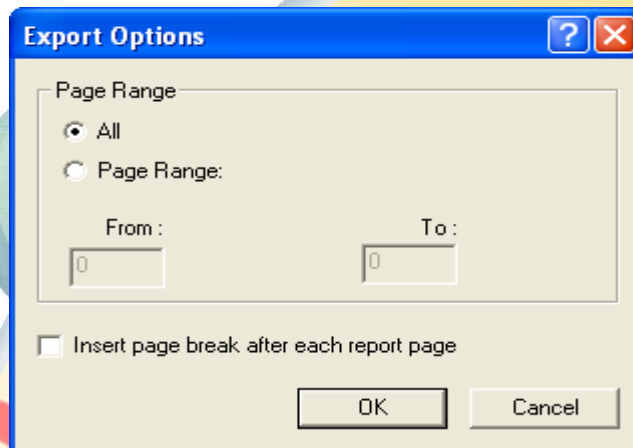 Export Options
Page Range
All
Page Range:
From :
To :
0
0
Insert page break after each report page
OK
Cancel